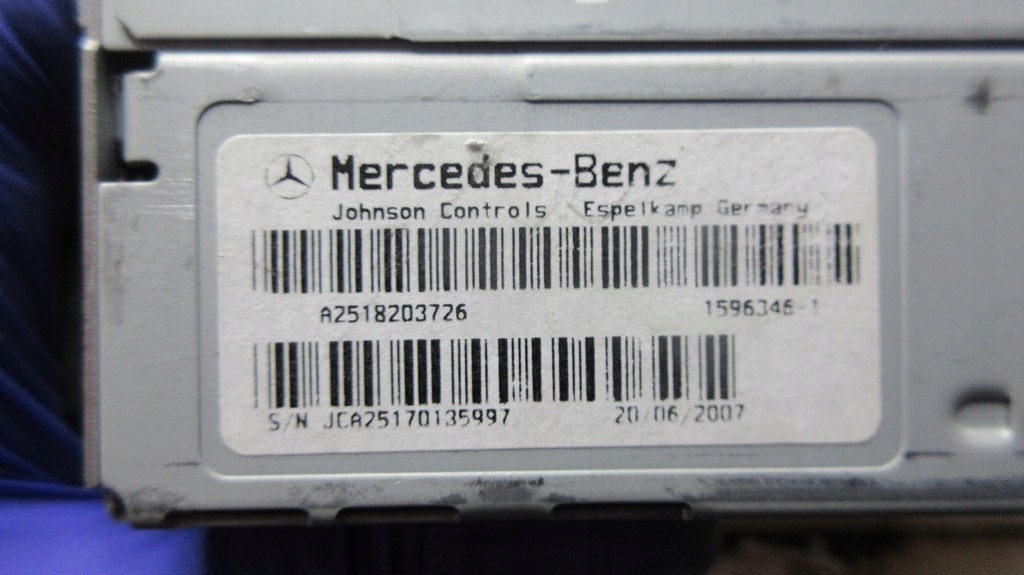 Mercedes-Benz
Johnson Controls Espelkamp Germany
A2518203726 1596346-1
S/N JCA25170135997 20/06/2007